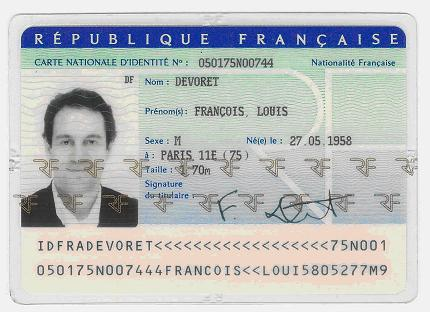 RÉPUBLIQUE FRANÇAISE
CARTE NATIONALE D'IDENTITÉ Nº : 050175N00744 Nationalité Française
DF
Nom : DEVORET
Prénom(s) : FRANÇOIS, LOUIS
Sexe : M Né(e) le : 27.05.1958
à : PARIS 11E (75)
Taille : 1,70m
Signature
du titulaire :
F.
IDFRADEVORET<<<<<<<<<<<<<<<<<<<75N001
050175N007444FRANCOIS<<LOUI5805277M9